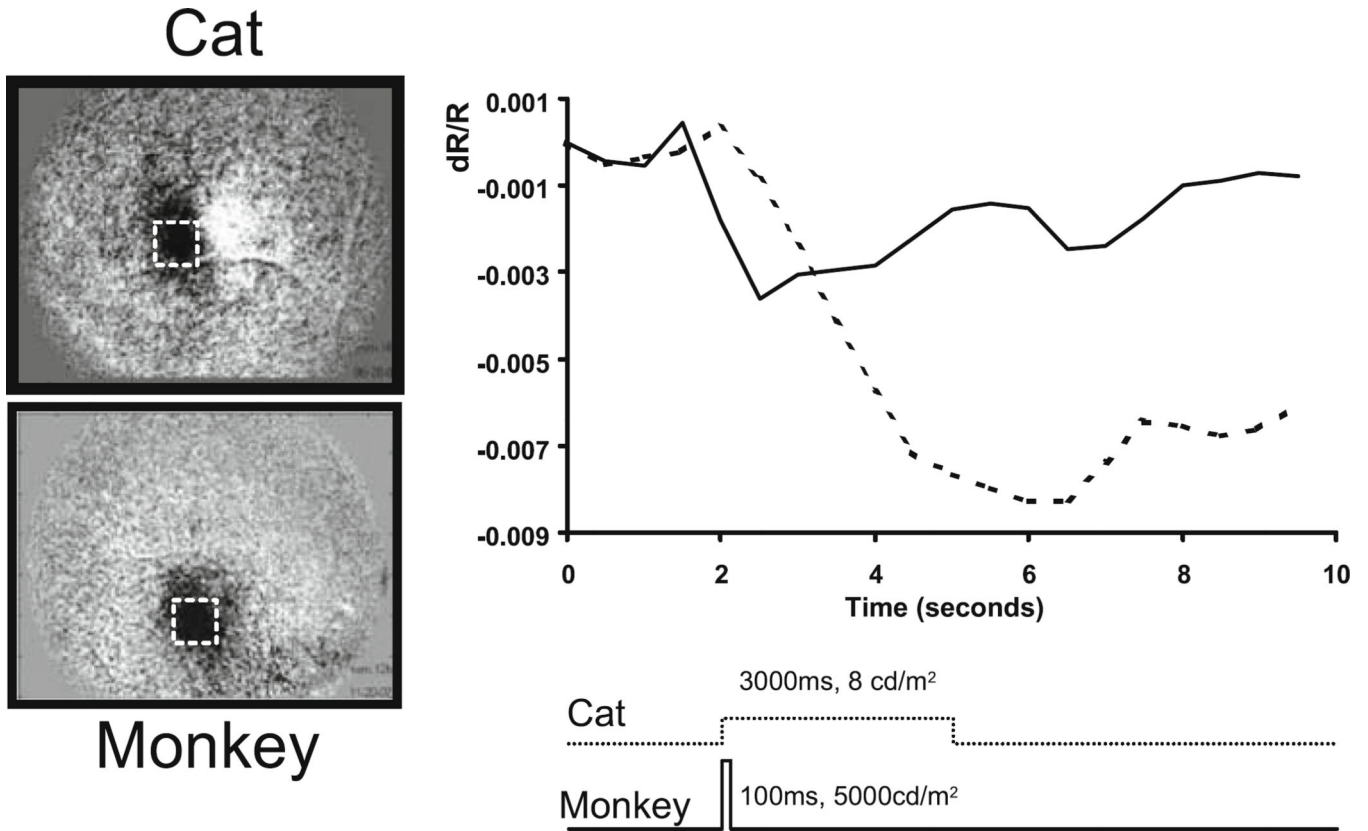 Cat
dR/R
0.001
-0.001
-0.003
-0.005
-0.007
-0.009
0 2 4 6 8 10
Time (seconds)
Monkey
3000ms, 8 cd/m²
Cat
100ms, 5000cd/m²
Monkey